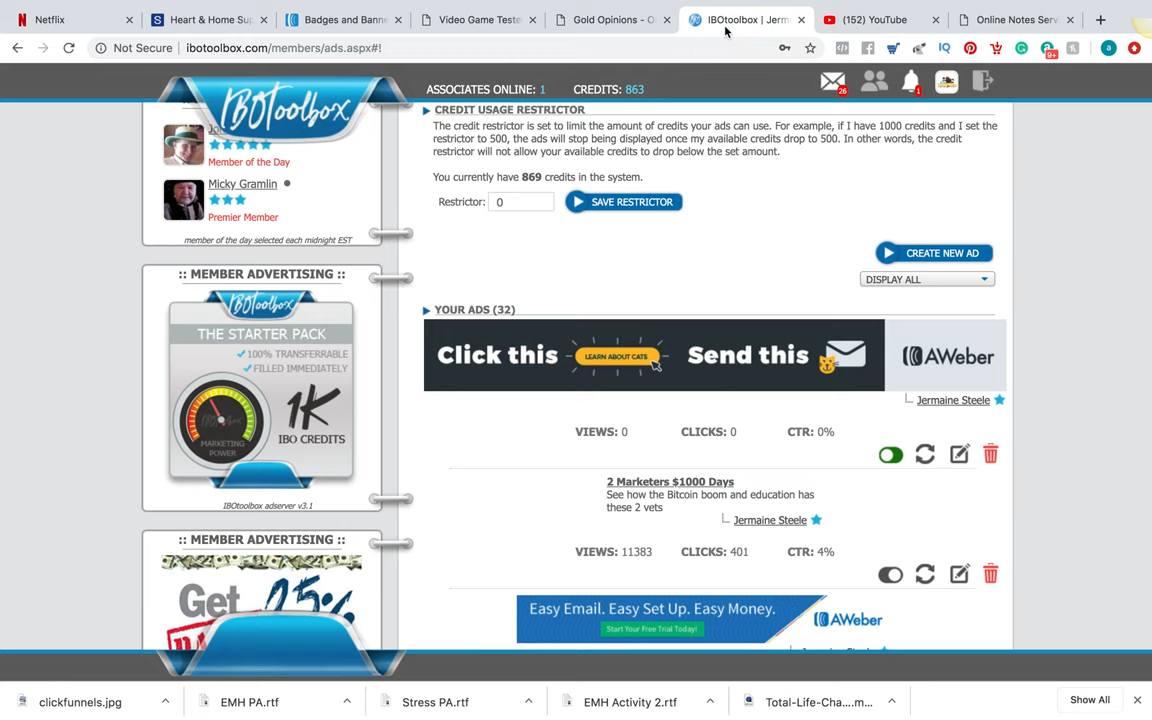 Netflix
Heart & Home Sup
Badges and Banne
Video Game Teste
Gold Opinions - O
IBOtoolbox | Jerm
(152) YouTube
Online Notes Serv
Not Secure | ibotoolbox.com/members/ads.aspx#!
IBOToolbox
ASSOCIATES ONLINE: 1 CREDITS: 863
26
1
Member of the Day
Micky Gramlin
Premier Member
member of the day selected each midnight EST
CREDIT USAGE RESTRICTOR
The credit restrictor is set to limit the amount of credits your ads can use. For example, if I have 1000 credits and I set the
restrictor to 500, the ads will stop being displayed once my available credits drop to 500. In other words, the credit
restrictor will not allow your available credits to drop below the set amount.
You currently have 869 credits in the system.
Restrictor: 0 SAVE RESTRICTOR
CREATE NEW AD
DISPLAY ALL
:: MEMBER ADVERTISING ::
IBOToolbox
THE STARTER PACK
100% TRANSFERRABLE
FILLED IMMEDIATELY
1K
IBO CREDITS
MARKETING
POWER
IBOtoolbox adserver v3.1
:: MEMBER ADVERTISING ::
Get 25%
YOUR ADS (32)
Click this LEARN ABOUT CATS Send this AWeber
Jermaine Steele
VIEWS: 0 CLICKS: 0 CTR: 0%
2 Marketers $1000 Days
See how the Bitcoin boom and education has
these 2 vets
Jermaine Steele
VIEWS: 11383 CLICKS: 401 CTR: 4%
Easy Email. Easy Set Up. Easy Money.
Start Your Free Trial Today!
AWeber
clickfunnels.jpg
EMH PA.rtf
Stress PA.rtf
EMH Activity 2.rtf
Total-Life-Cha....m...
Show All